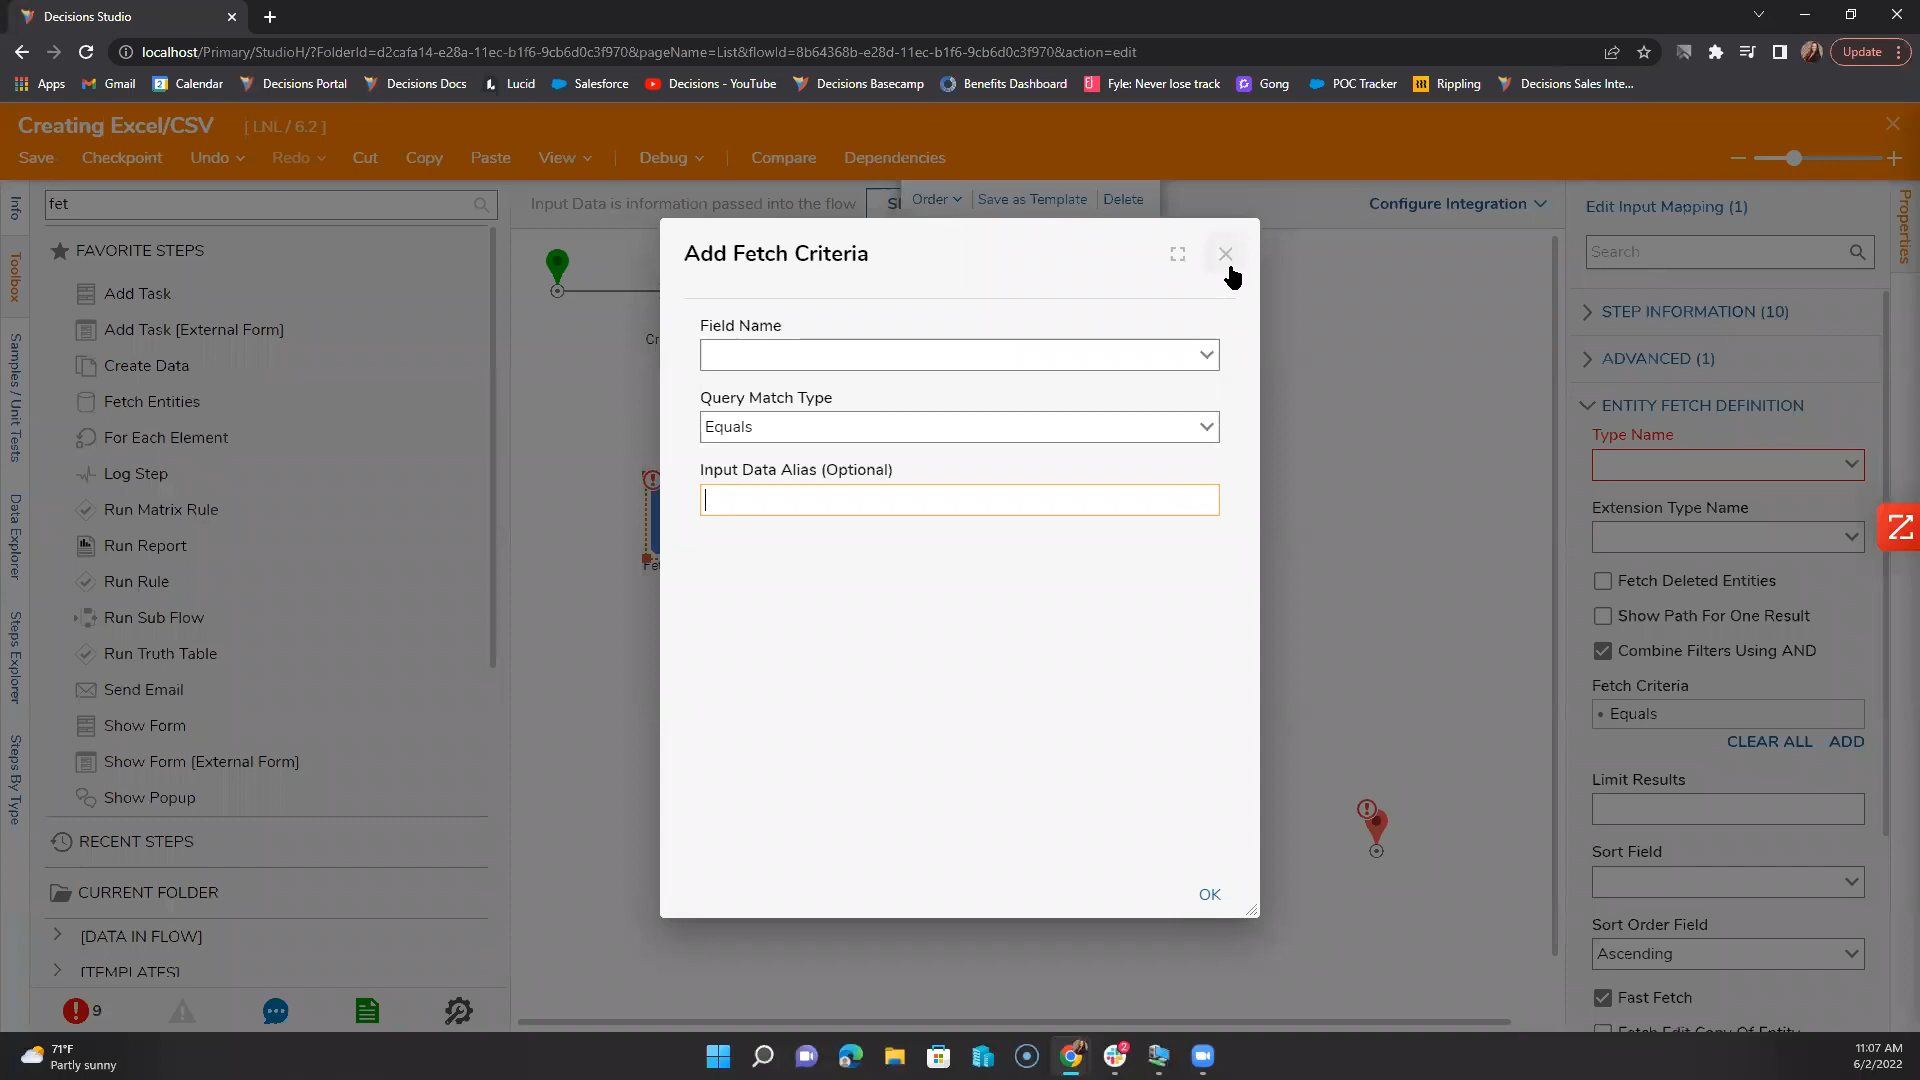 Decisions Studio
localhost/Primary/StudioH/?FolderId=d2cafa14-e28a-11ec-b1f6-9cb6d0c3f970&pageName=List&flowId=8b64368b-e28d-11ec-b1f6-9cb6d0c3f970&action=edit
Update
Apps Gmail Calendar Decisions Portal Decisions Docs Lucid Salesforce Decisions - YouTube Decisions Basecamp Benefits Dashboard Fyle: Never lose track Gong POC Tracker Rippling Decisions Sales Inte...
Creating Excel/CSV [ LNL / 6.2 ]
Save Checkpoint Undo Redo Cut Copy Paste View Debug Compare Dependencies
Info
Toolbox
Samples / Unit Tests
Data Explorer
Steps Explorer
Steps By Type
fet
FAVORITE STEPS
Add Task
Add Task [External Form]
Create Data
Fetch Entities
For Each Element
Log Step
Run Matrix Rule
Run Report
Run Rule
Run Sub Flow
Run Truth Table
Send Email
Show Form
Show Form [External Form]
Show Popup
RECENT STEPS
CURRENT FOLDER
[DATA IN FLOW]
[TEMPLATES]
9
Input Data is information passed into the flow
Order Save as Template Delete
Configure Integration
Add Fetch Criteria
Field Name
Query Match Type
Equals
Input Data Alias (Optional)
OK
Properties
Edit Input Mapping (1)
Search
STEP INFORMATION (10)
ADVANCED (1)
ENTITY FETCH DEFINITION
Type Name
Extension Type Name
Fetch Deleted Entities
Show Path For One Result
Combine Filters Using AND
Fetch Criteria
• Equals
CLEAR ALL ADD
Limit Results
Sort Field
Sort Order Field
Ascending
Fast Fetch
Fetch Edit Copy Of Entity
71°F
Partly sunny
2
11:07 AM
6/2/2022